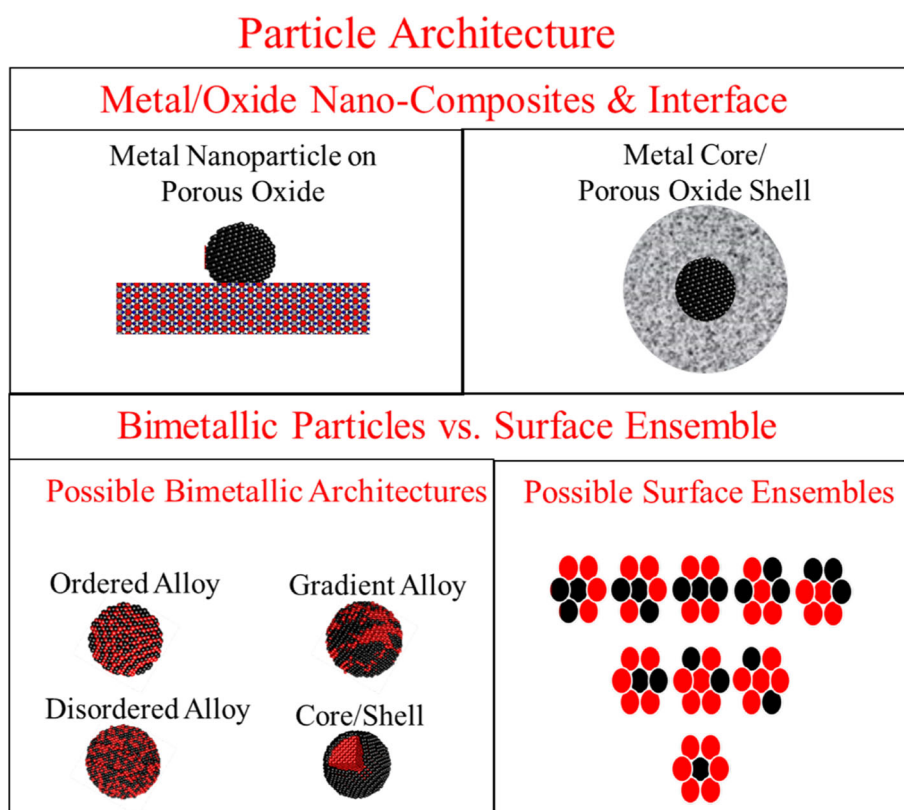 Particle Architecture
Metal/Oxide Nano-Composites & Interface
Metal Nanoparticle on
Porous Oxide
Metal Core/
Porous Oxide Shell
Bimetallic Particles vs. Surface Ensemble
Possible Bimetallic Architectures
Ordered Alloy
Gradient Alloy
Disordered Alloy
Core/Shell
Possible Surface Ensembles